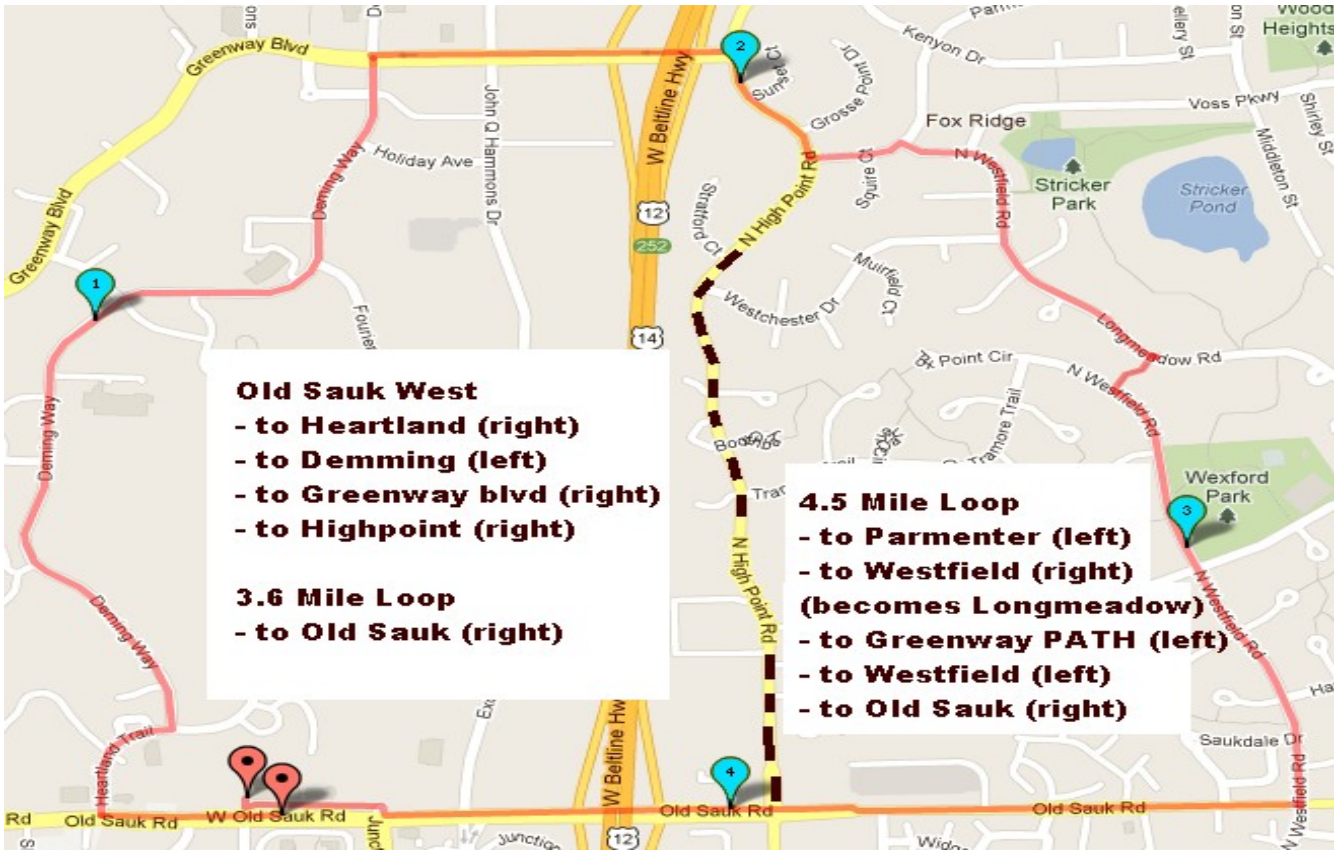 Greenway Blvd
2
Sunset Ct
Grosse Point Dr
Kenyon Dr
Wood
Heights
Voss Pkwy
Shirley St
Middleton St
Fox Ridge
N Westfield Rd
Stricker
Park
Stricker
Pond
John Q Hammons Dr
W Beltline Hwy
Holiday Ave
Deming Way
Squire Ct
12
252
Stratford Ct
N High Point Rd
Greenway Blvd
1
Muirfield Ct
Westchester Dr
14
Longmeadow Rd
Point Cir
N Westfield Rd
Tramore Trail
Deming Way
Old Sauk West
- to Heartland (right)
- to Demming (left)
- to Greenway blvd (right)
- to Highpoint (right)
3.6 Mile Loop
- to Old Sauk (right)
4.5 Mile Loop
- to Parmenter (left)
- to Westfield (right)
(becomes Longmeadow)
- to Greenway PATH (left)
- to Westfield (left)
- to Old Sauk (right)
Wexford
Park
3
N High Point Rd
N Westfield Rd
Deming Way
Heartland Trail
Saukdale Dr
W Beltline Hw
4
Rd
Old Sauk Rd
W Old Sauk Rd
Old Sauk Rd
Old Sauk Rd
N Westfield Rd
12